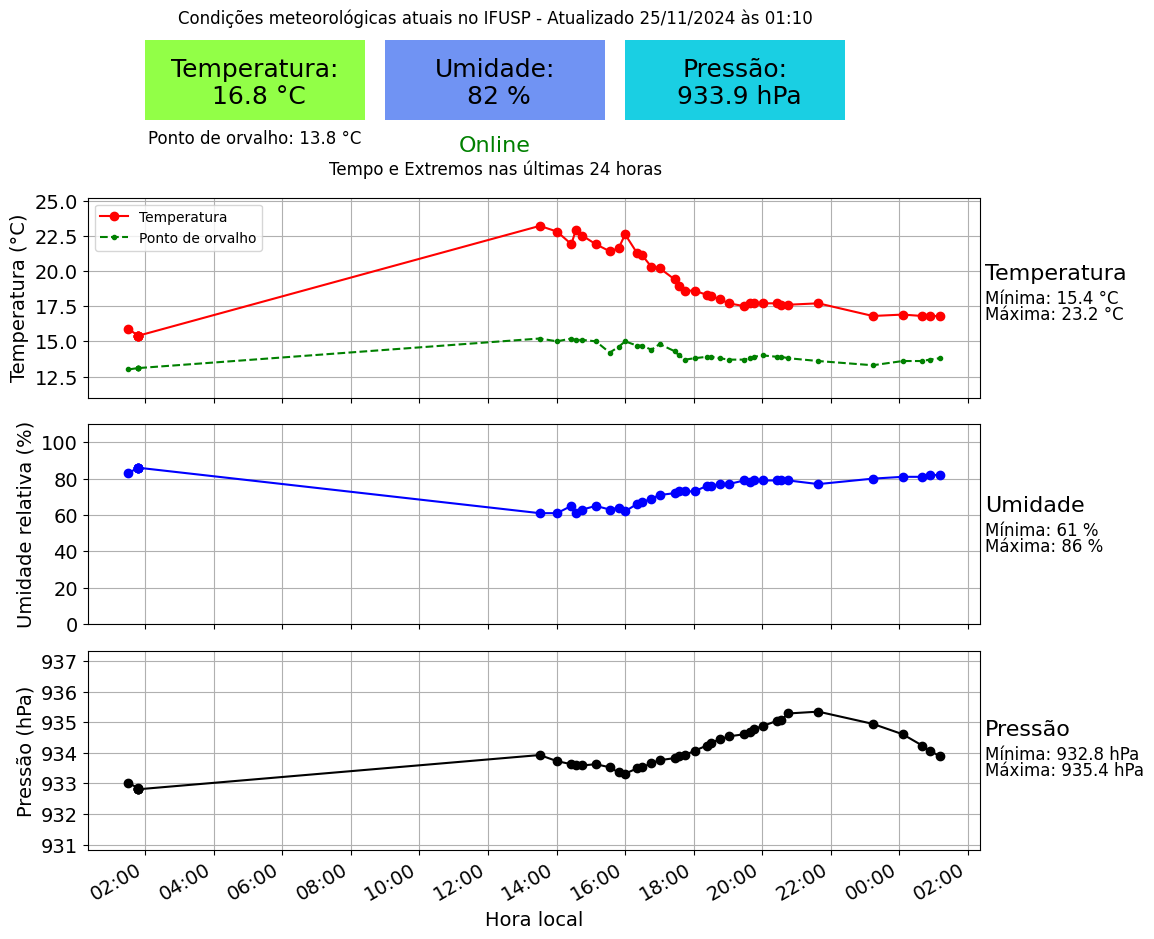 Condições meteorológicas atuais no IFUSP - Atualizado 25/11/2024 às 01:10
Temperatura:
16.8 °C
Umidade:
82 %
Pressão:
933.9 hPa
Ponto de orvalho: 13.8 °C
Online
Tempo e Extremos nas últimas 24 horas
Temperatura (°C)
25.0
22.5
20.0
17.5
15.0
12.5
Temperatura
Ponto de orvalho
Temperatura
Mínima: 15.4 °C
Máxima: 23.2 °C
Umidade relativa (%)
100
80
60
40
20
0
Umidade
Mínima: 61 %
Máxima: 86 %
Pressão (hPa)
937
936
935
934
933
932
931
Pressão
Mínima: 932.8 hPa
Máxima: 935.4 hPa
02:00 04:00 06:00 08:00 10:00 12:00 14:00 16:00 18:00 20:00 22:00 00:00 02:00
Hora local